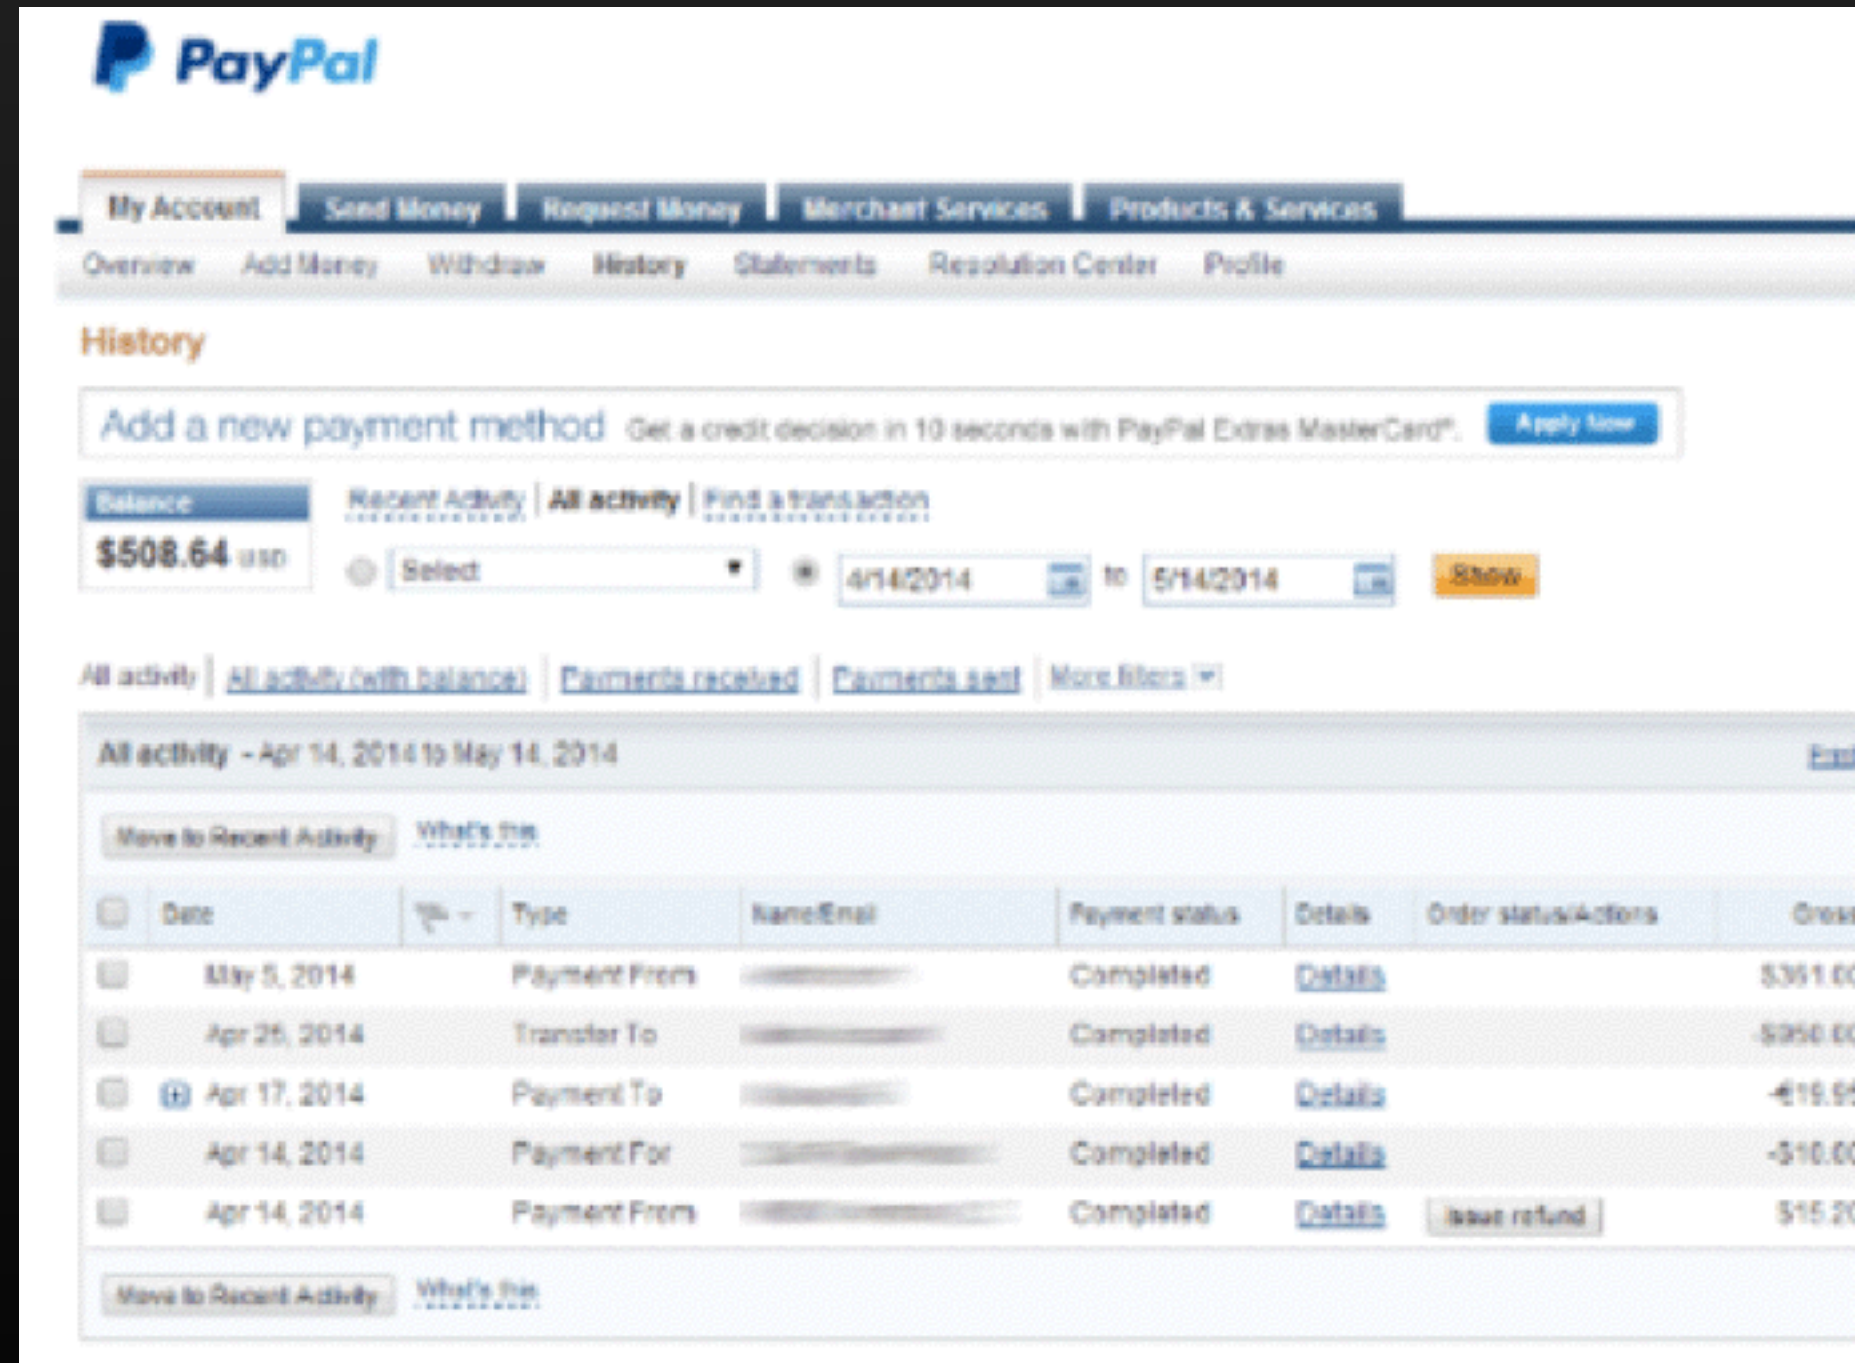 PayPal
My Account Send Money Request Money Merchant Services Products & Services
Overview Add Money Withdraw History Statements Resolution Center Profile
History
Add a new payment method Get a credit decision in 10 seconds with PayPal Extras MasterCard®. Apply Now
Balance
Recent Activity All activity Find a transaction
$508.64 USD
Select 4/14/2014 to 5/14/2014 Show
All activity All activity (with balance) Payments received Payments sent More filters
All activity - Apr 14, 2014 to May 14, 2014
Move to Recent Activity What's this
Date Type Name/Email Payment status Details Order status/Actions Gross
May 5, 2014 Payment From Completed Details
Apr 25, 2014 Transfer To Completed Details
Apr 17, 2014 Payment To Completed Details
Apr 14, 2014 Payment For Completed Details -$10.00
Apr 14, 2014 Payment From Completed Details Issue refund $15.20
Move to Recent Activity What's this